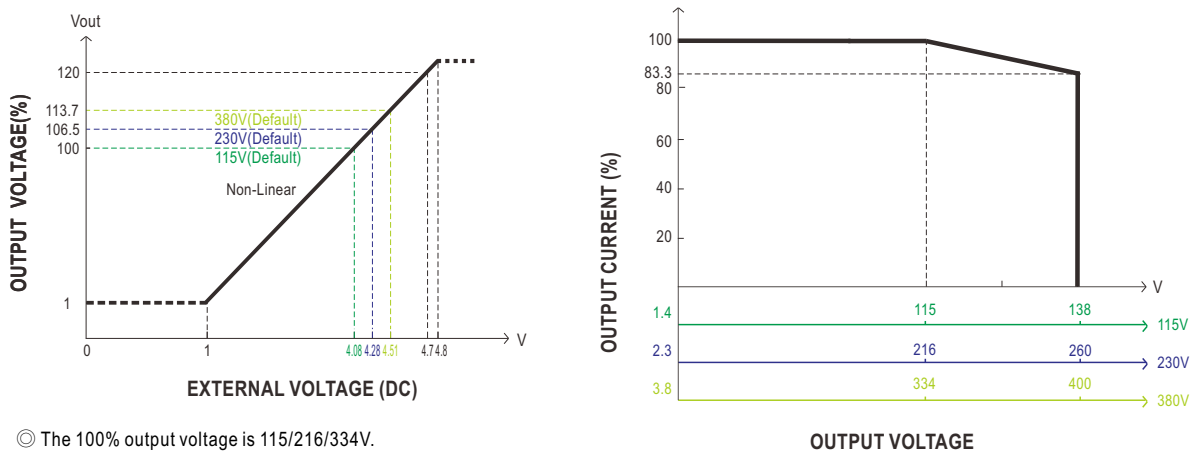 Vout
OUTPUT VOLTAGE(%)
120
113.7
106.5
100
1
380V(Default)
230V(Default)
115V(Default)
Non-Linear
0
1
4.08
4.28
4.51
4.7
4.8
V
EXTERNAL VOLTAGE (DC)
◎ The 100% output voltage is 115/216/334V.
OUTPUT CURRENT (%)
100
83.3
80
60
40
20
V
1.4
115
138
115V
2.3
216
260
230V
3.8
334
400
380V
OUTPUT VOLTAGE